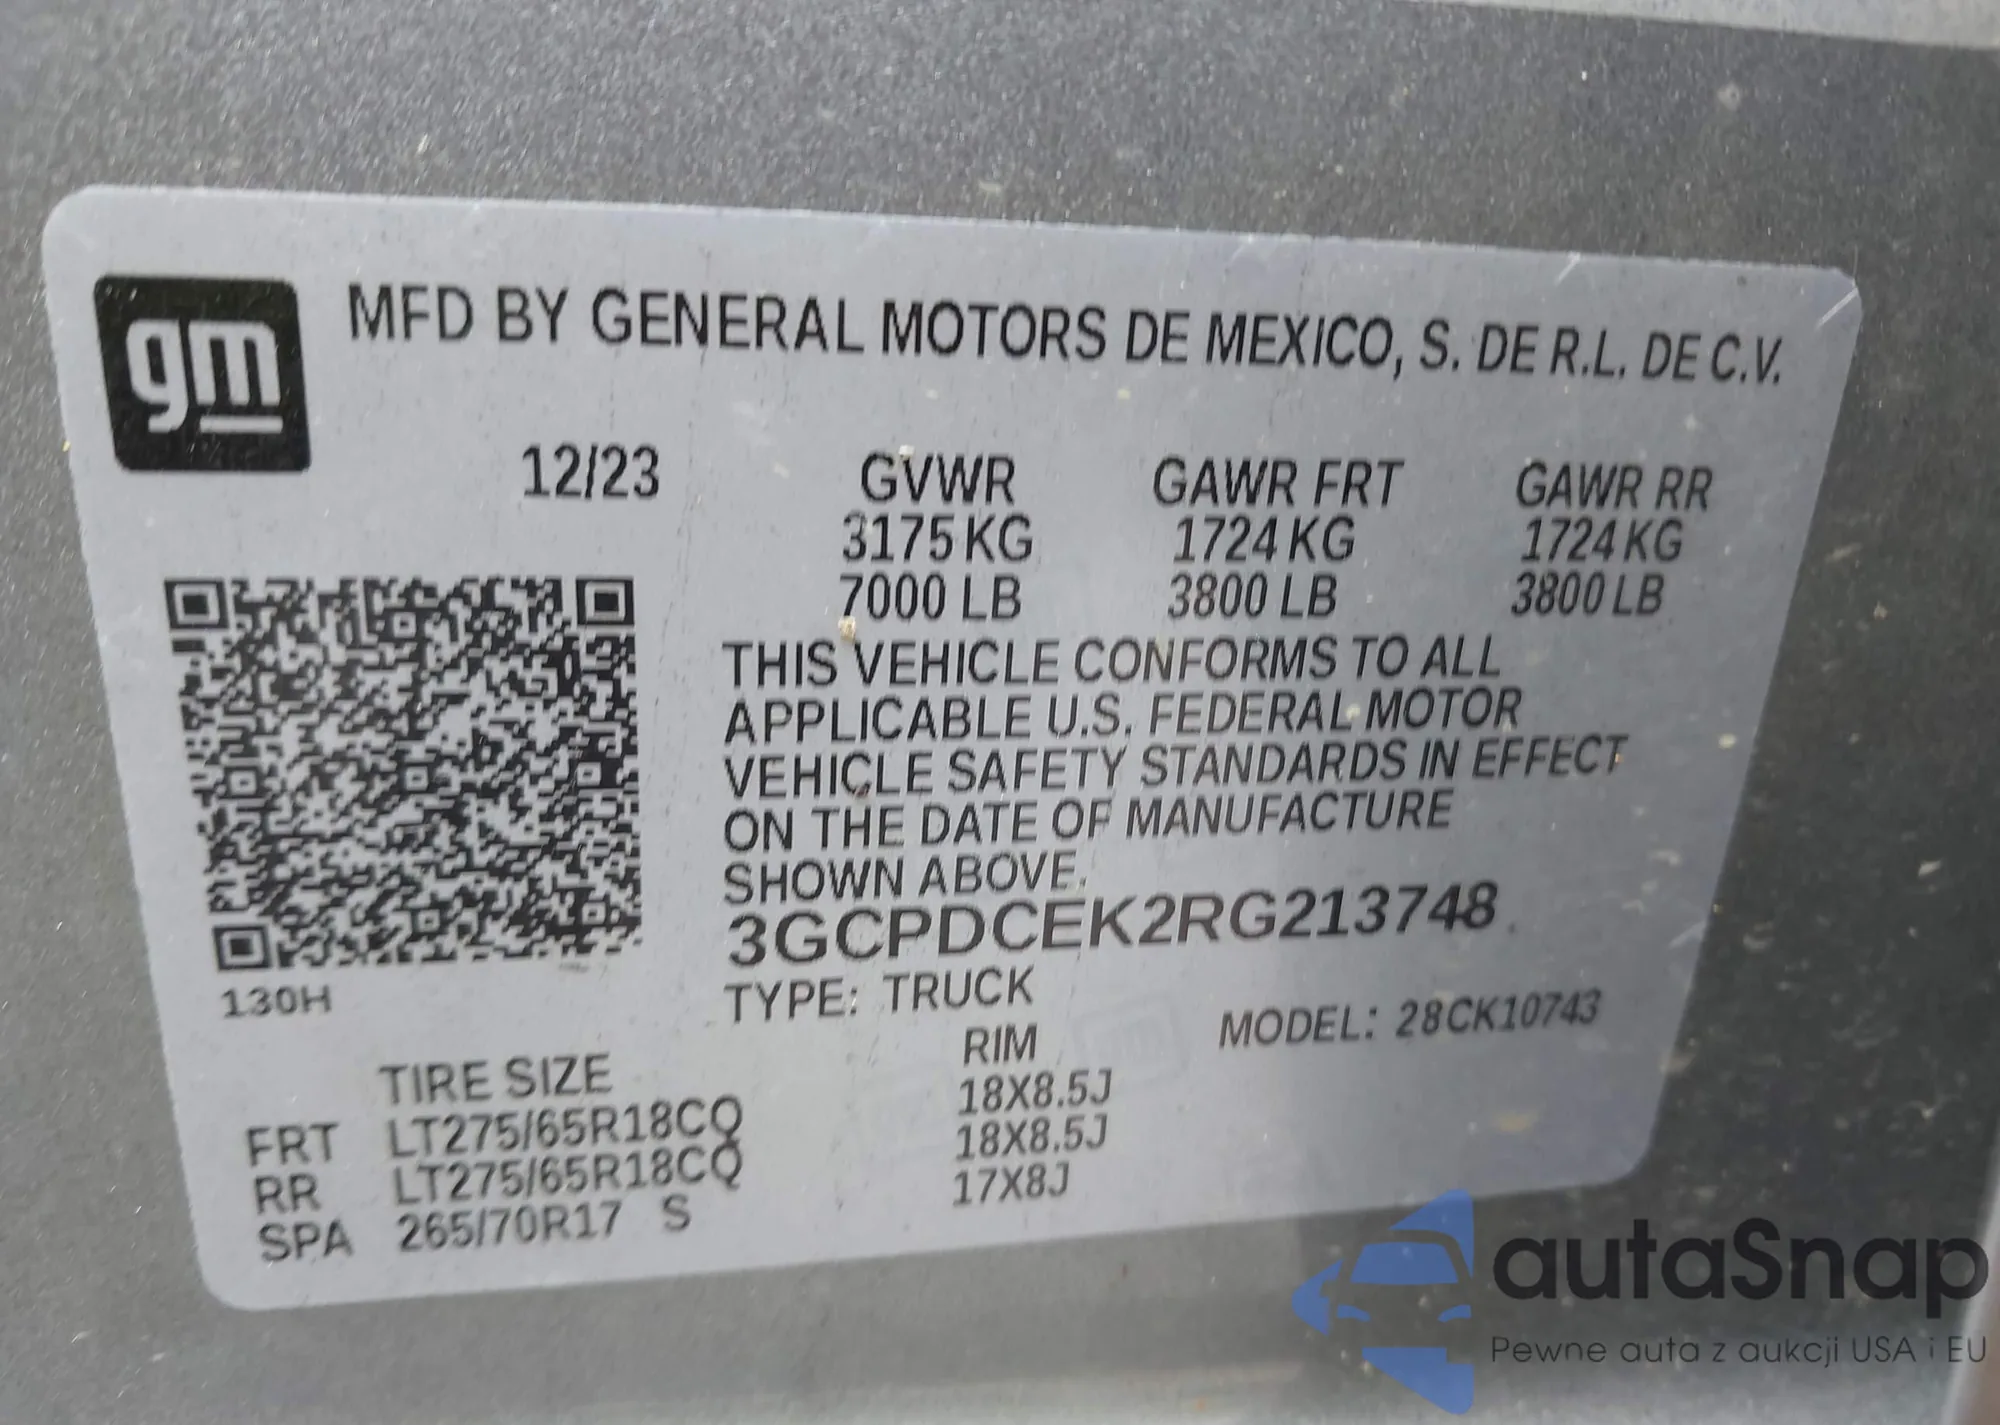 gm
MFD BY GENERAL MOTORS DE MEXICO, S. DE R.L. DE C.V.
12/23 GVWR GAWR FRT GAWR RR
3175 KG 1724 KG 1724 KG
7000 LB 3800 LB 3800 LB
THIS VEHICLE CONFORMS TO ALL
APPLICABLE U.S. FEDERAL MOTOR
VEHICLE SAFETY STANDARDS IN EFFECT
ON THE DATE OF MANUFACTURE
SHOWN ABOVE.
3GCPDCEK2RG213748
130H
TYPE: TRUCK MODEL: 28CK10743
TIRE SIZE RIM
FRT LT275/65R18CQ 18X8.5J
RR LT275/65R18CQ 18X8.5J
SPA 265/70R17 S 17X8J
autaSnap
Pewne auta z aukcji USA i EU